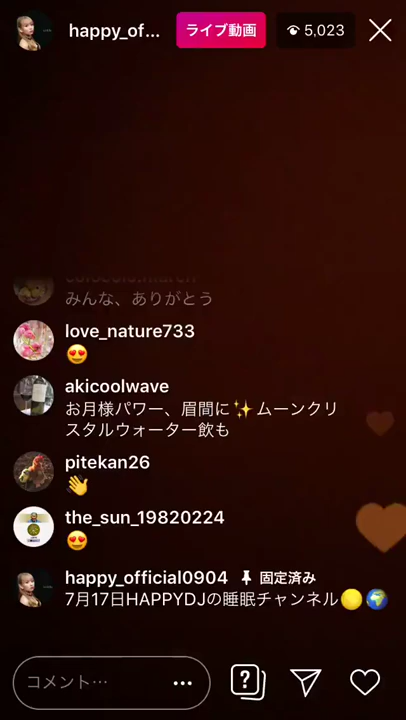 happy_of...
ライブ動画
5,023
みんな、ありがとう
love_nature733
😍
akicoolwave
お月様パワー、眉間に✨ムーンクリ
スタルウォーター飲も
pitekan26
👋
the_sun_19820224
😍
happy_official0904 固定済み
7月17日HAPPYDJの睡眠チャンネル🌕🌍
コメント…